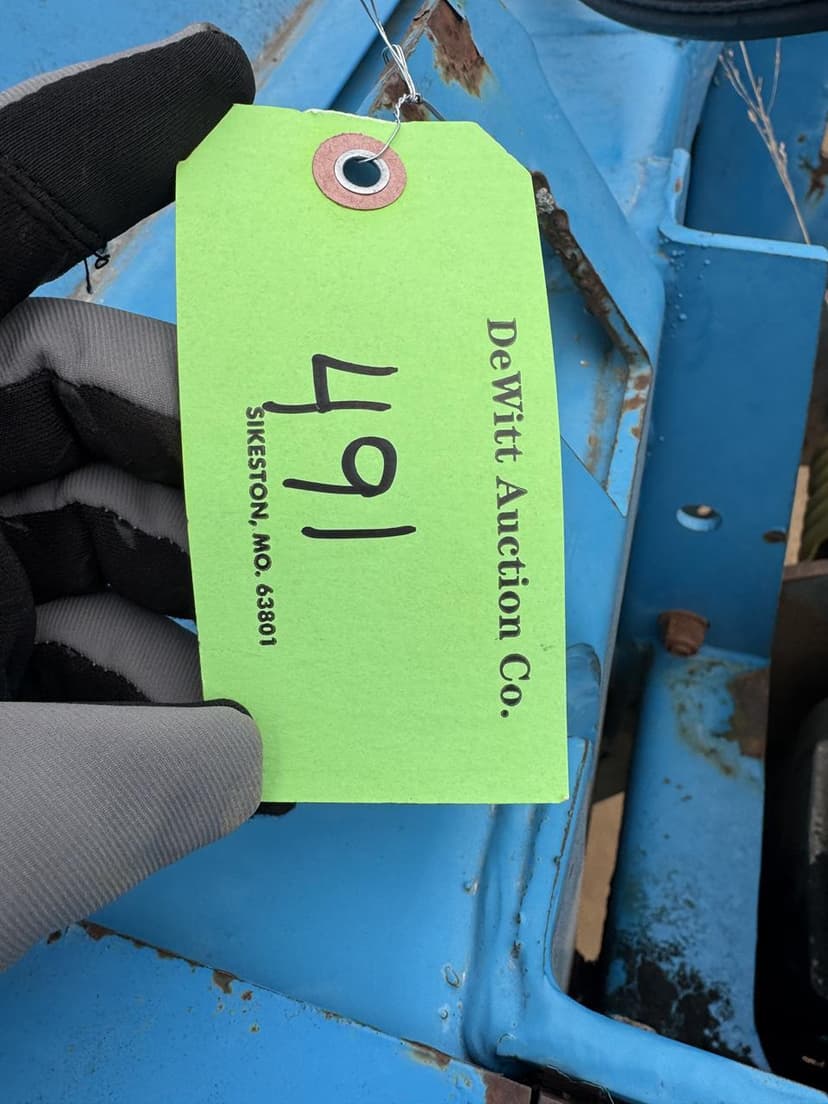 DeWitt Auction Co.
491
SIKESTON, MO. 63801